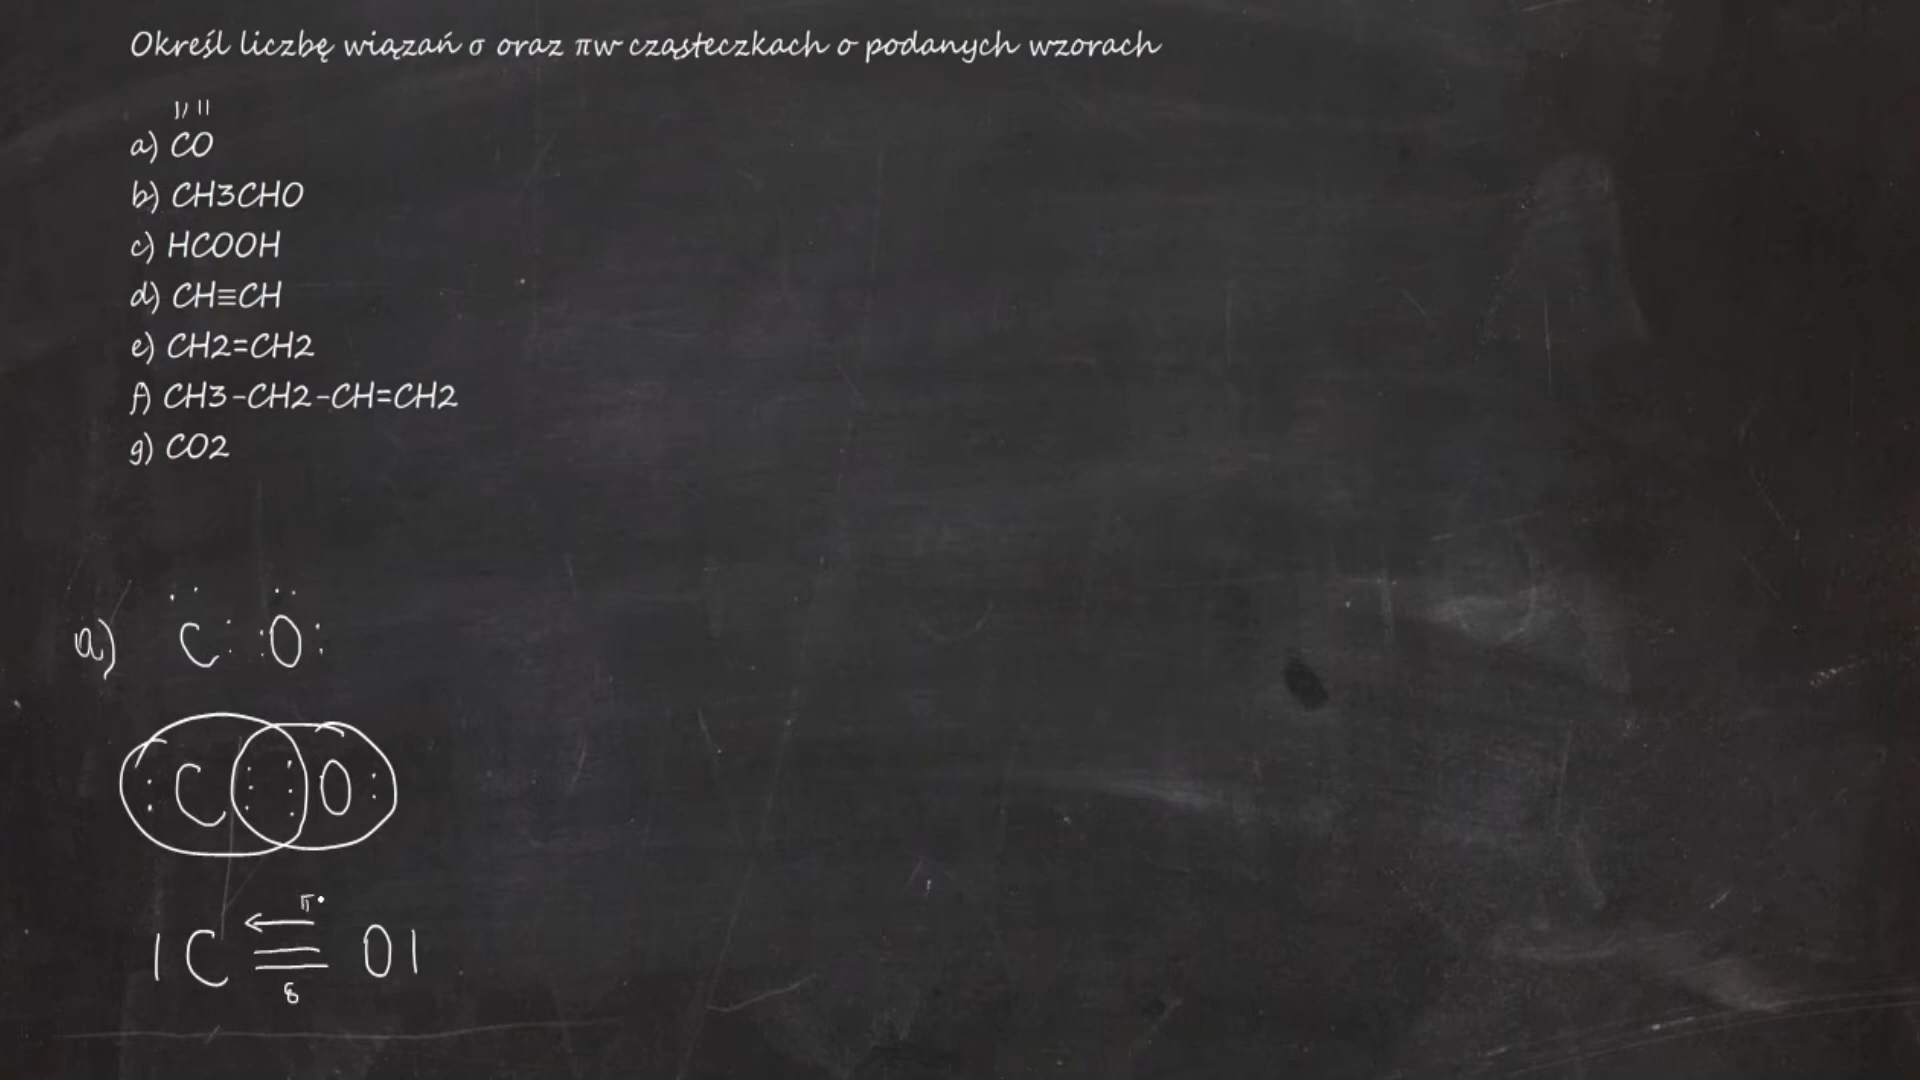 Określ liczbę wiązań σ oraz πw cząsteczkach o podanych wzorach
a) CO
b) CH3CHO
c) HCOOH
d) CH≡CH
e) CH2=CH2
f) CH3-CH2-CH=CH2
g) CO2
a) C: :O:
:C : : O:
π
|C ← = O|
δ